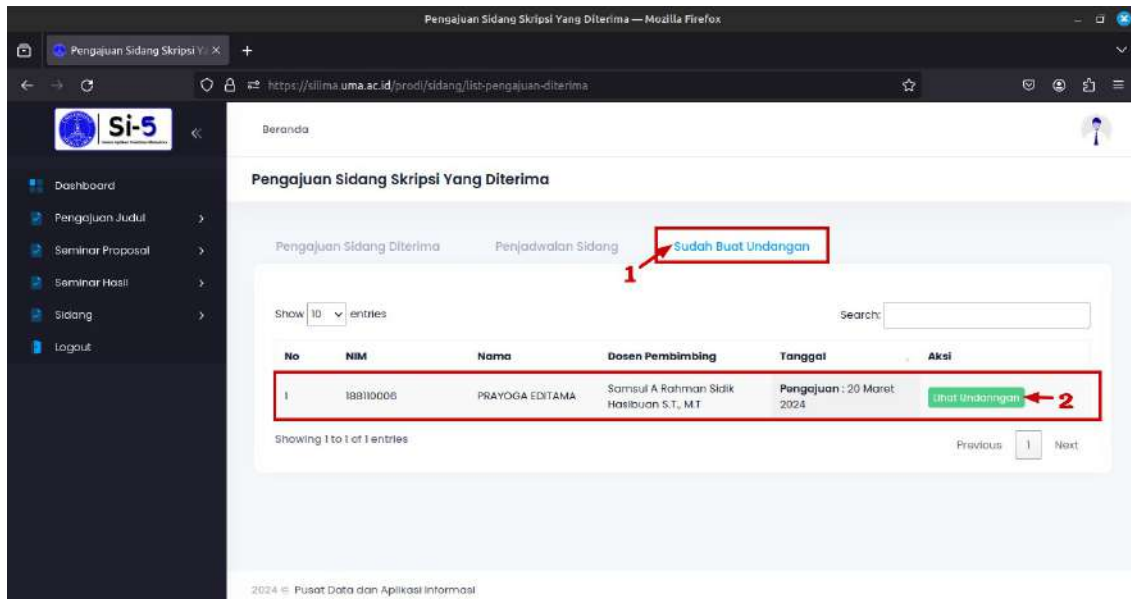 Pengajuan Sidang Skripsi Yang Diterima — Mozilla Firefox
Pengajuan Sidang Skripsi Ya
https://silima.uma.ac.id/prodi/sidang/list-pengajuan-diterima
Si-5
Beranda
Pengajuan Sidang Skripsi Yang Diterima
Dashboard
Pengajuan Judul
Seminar Proposal
Seminar Hasil
Sidang
Logout
Pengajuan Sidang Diterima Penjadwalan Sidang Sudah Buat Undangan
1
Show 10 entries Search:
No NIM Nama Dosen Pembimbing Tanggal Aksi
1 188110006 PRAYOGA EDITAMA Samsul A Rahman Sidik Hasibuan S.T., M.T Pengajuan : 20 Maret 2024 Lihat Undanngan
2
Showing 1 to 1 of 1 entries
Previous 1 Next
2024 © Pusat Data dan Aplikasi Informasi